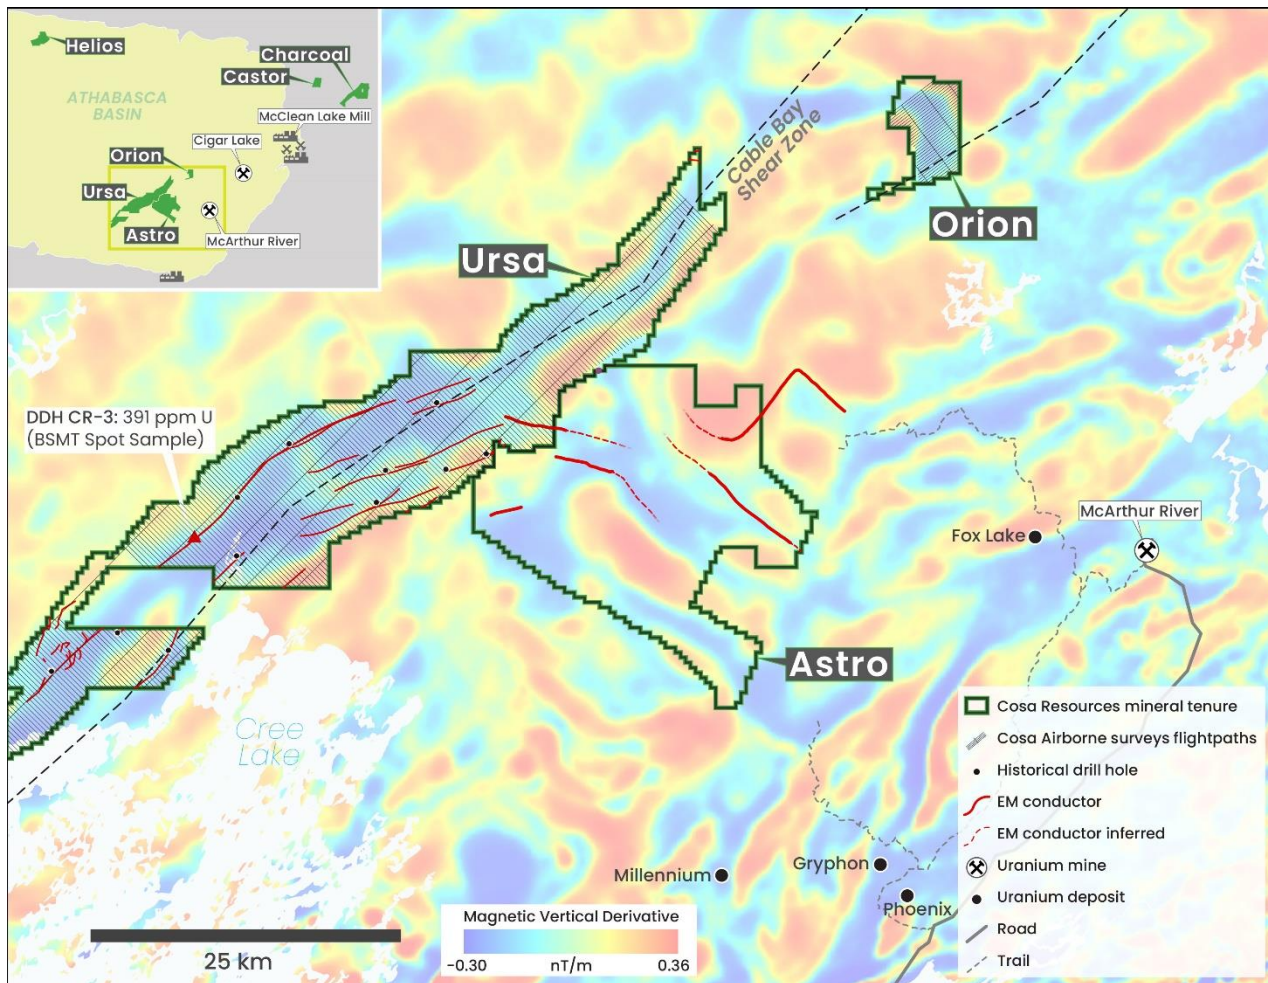 Helios
Charcoal
Castor
ATHABASCA
BASIN
McClean Lake Mill
Cigar Lake
Orion
Ursa
Astro
McArthur River
Cable Bay
Shear Zone
Orion
Ursa
DDH CR-3: 391 ppm U
(BSMT Spot Sample)
McArthur River
Fox Lake
Astro
Cree
Lake
Millennium
Gryphon
Phoenix
Cosa Resources mineral tenure
Cosa Airborne surveys flightpaths
Historical drill hole
EM conductor
EM conductor inferred
Uranium mine
Uranium deposit
Road
Trail
Magnetic Vertical Derivative
-0.30 nT/m 0.36
25 km